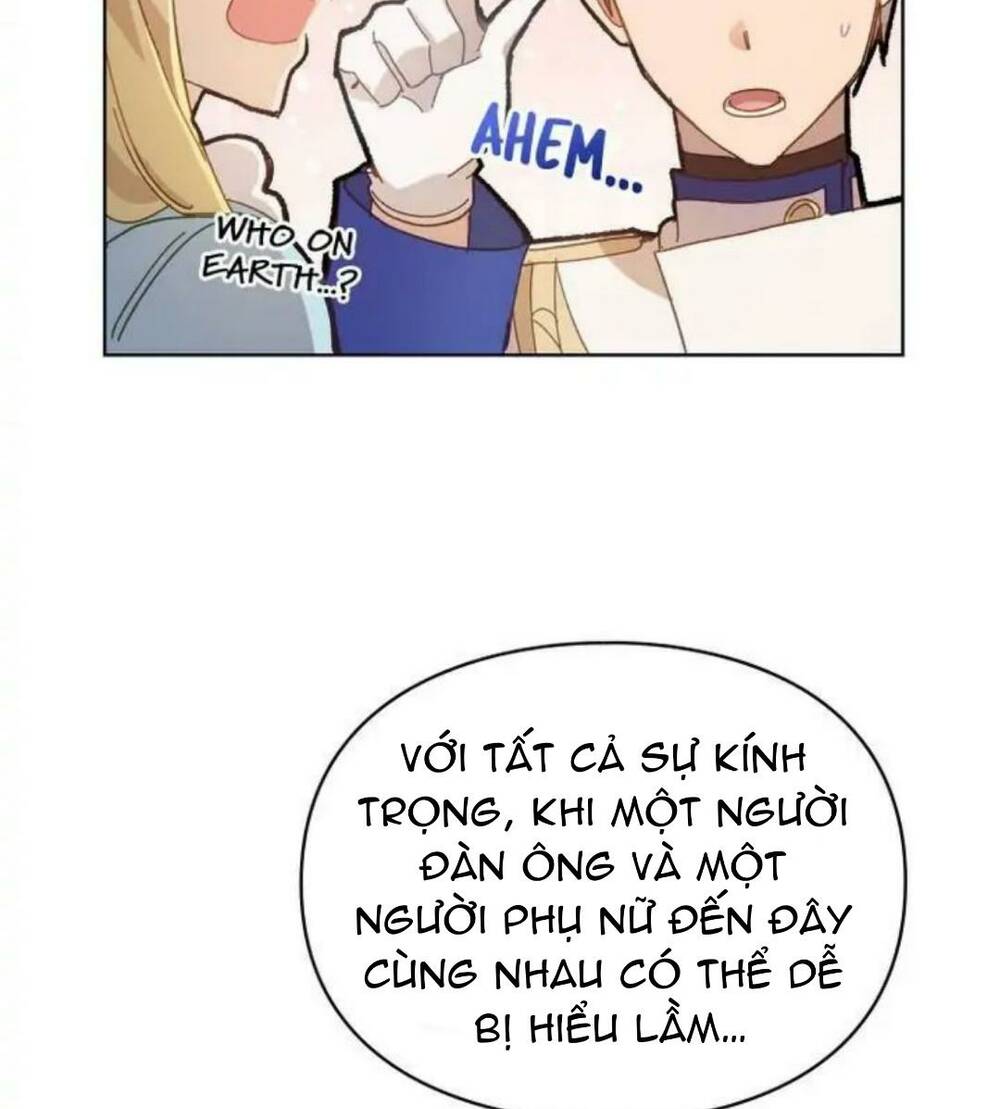 AHEM...
WHO ON
EARTH...?
VỚI TẤT CẢ SỰ KÍNH
TRỌNG, KHI MỘT NGƯỜI
ĐÀN ÔNG VÀ MỘT
NGƯỜI PHỤ NỮ ĐẾN ĐÂY
CÙNG NHAU CÓ THỂ DỄ
BỊ HIỂU LẦM...